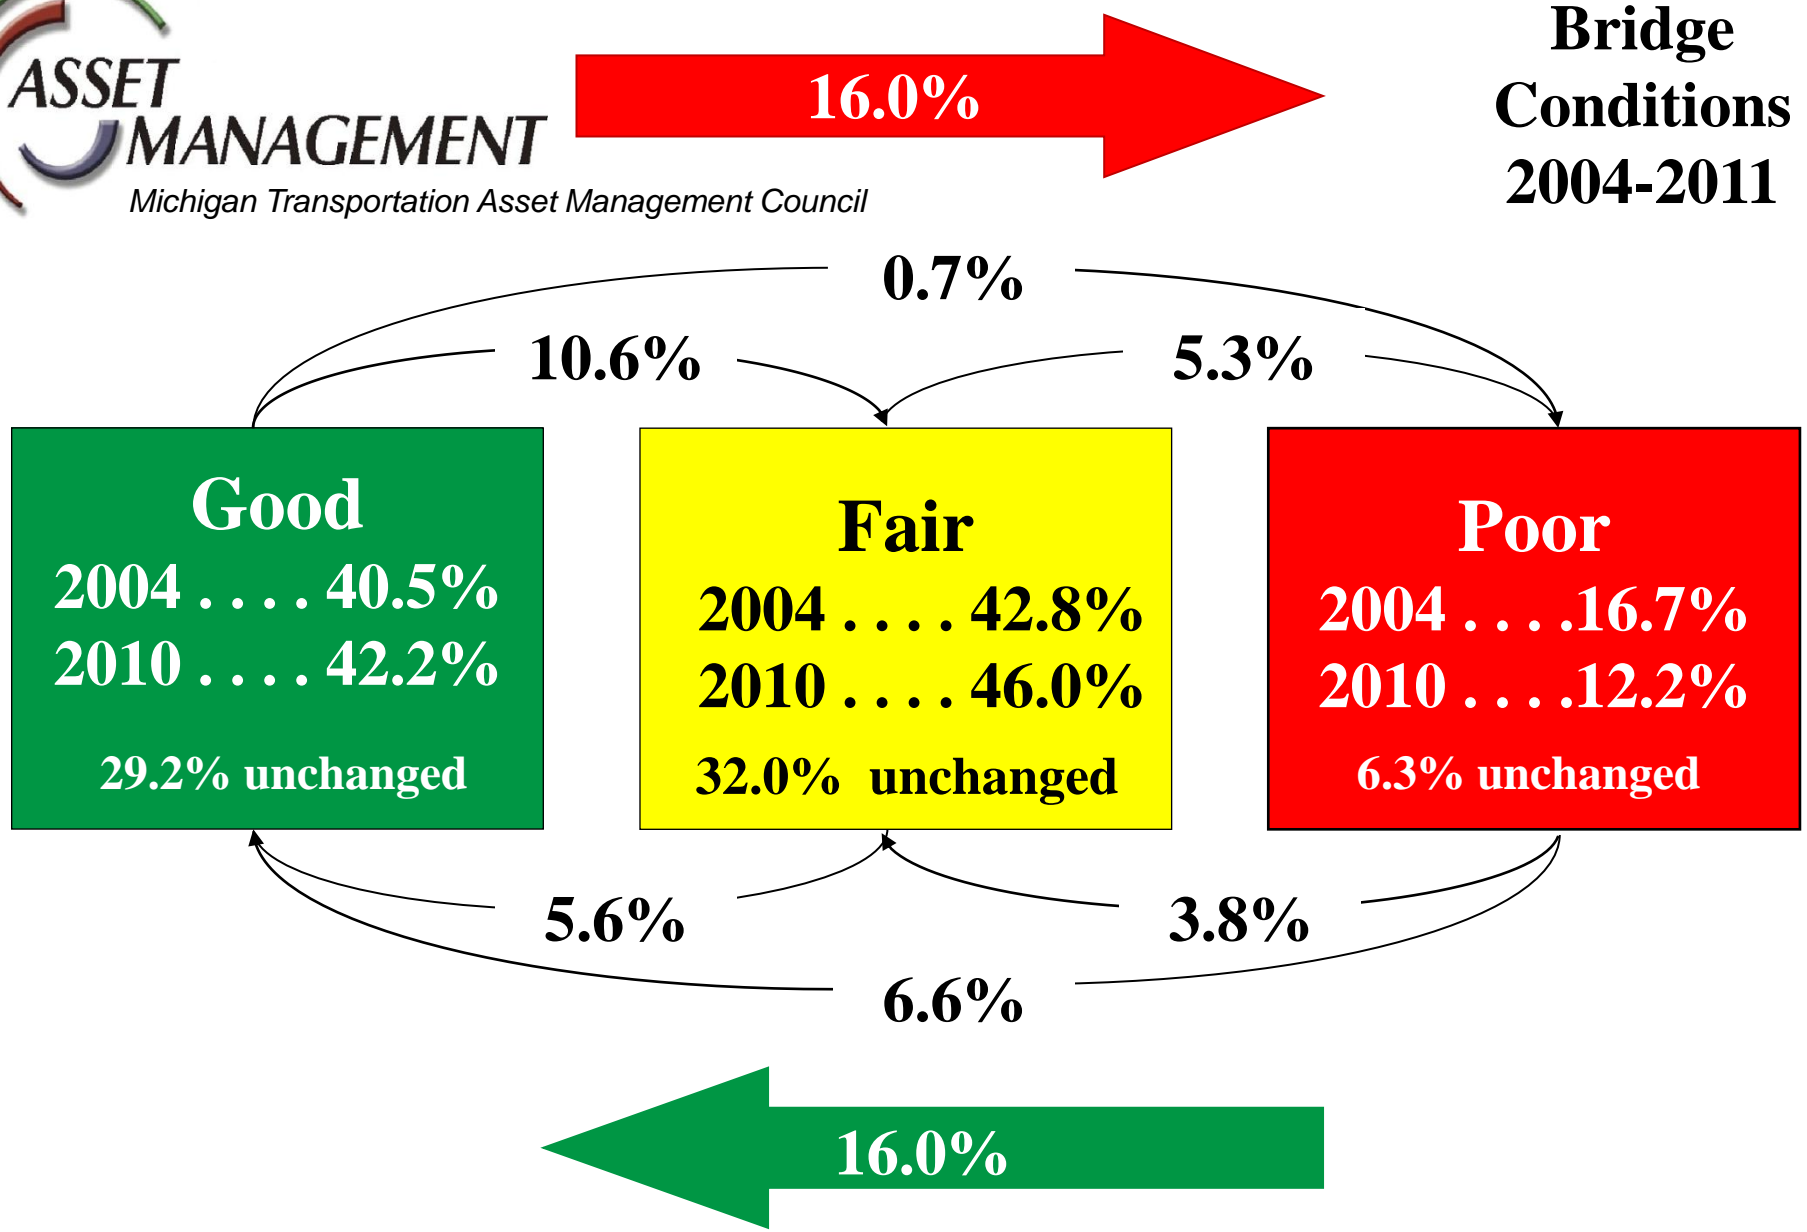 ASSET
MANAGEMENT
Michigan Transportation Asset Management Council
16.0%
Bridge
Conditions
2004-2011
0.7%
10.6%
5.3%
Good
2004 . . . . 40.5%
2010 . . . . 42.2%
29.2% unchanged
Fair
2004 . . . . 42.8%
2010 . . . . 46.0%
32.0% unchanged
Poor
2004 . . . .16.7%
2010 . . . .12.2%
6.3% unchanged
5.6%
3.8%
6.6%
16.0%